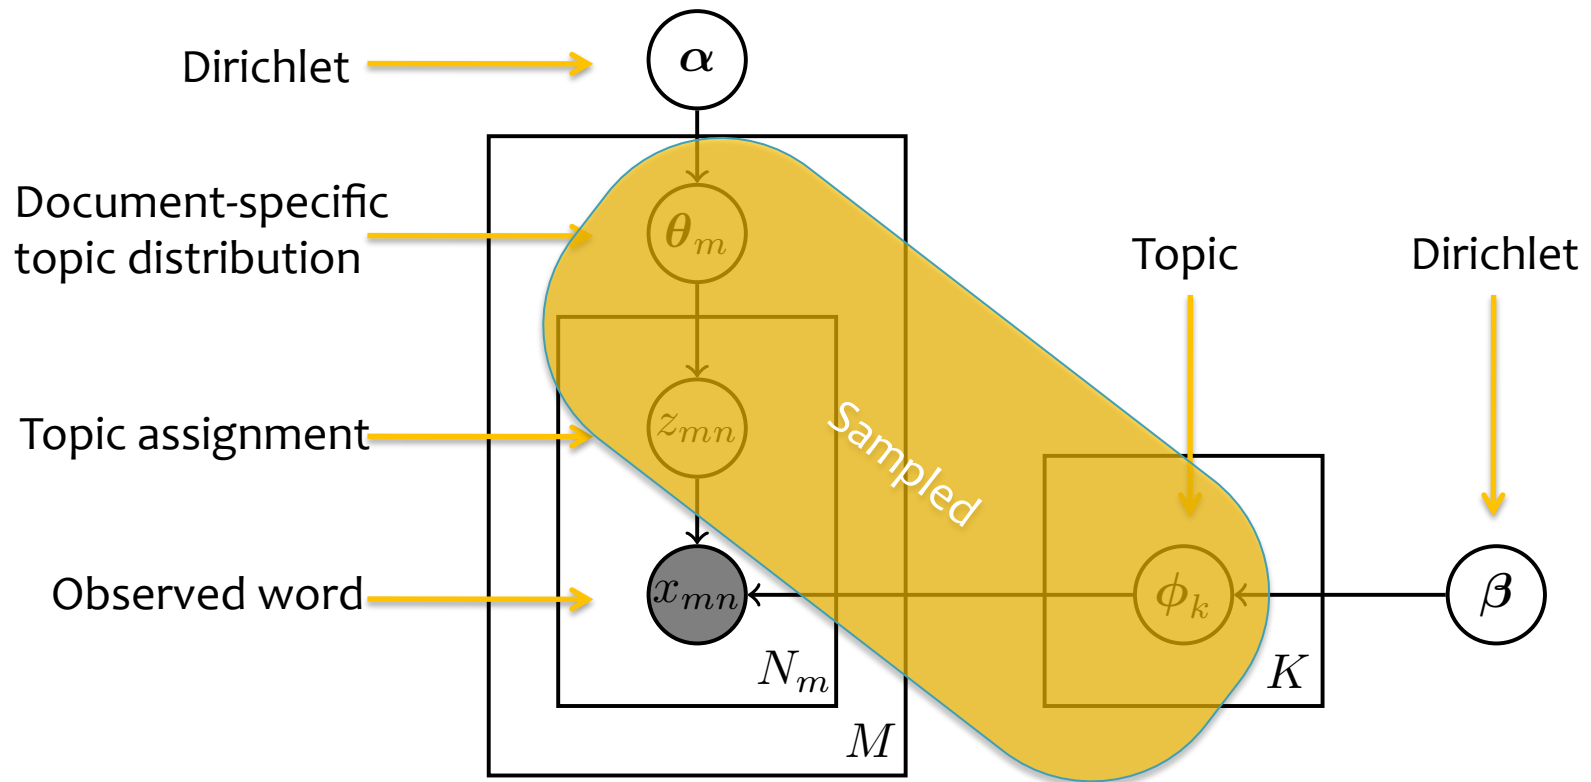 Dirichlet
α
Document-specific
topic distribution
θm
Topic
Dirichlet
Topic assignment
zmn
Sampled
Observed word
xmn
ϕk
β
Nm
K
M